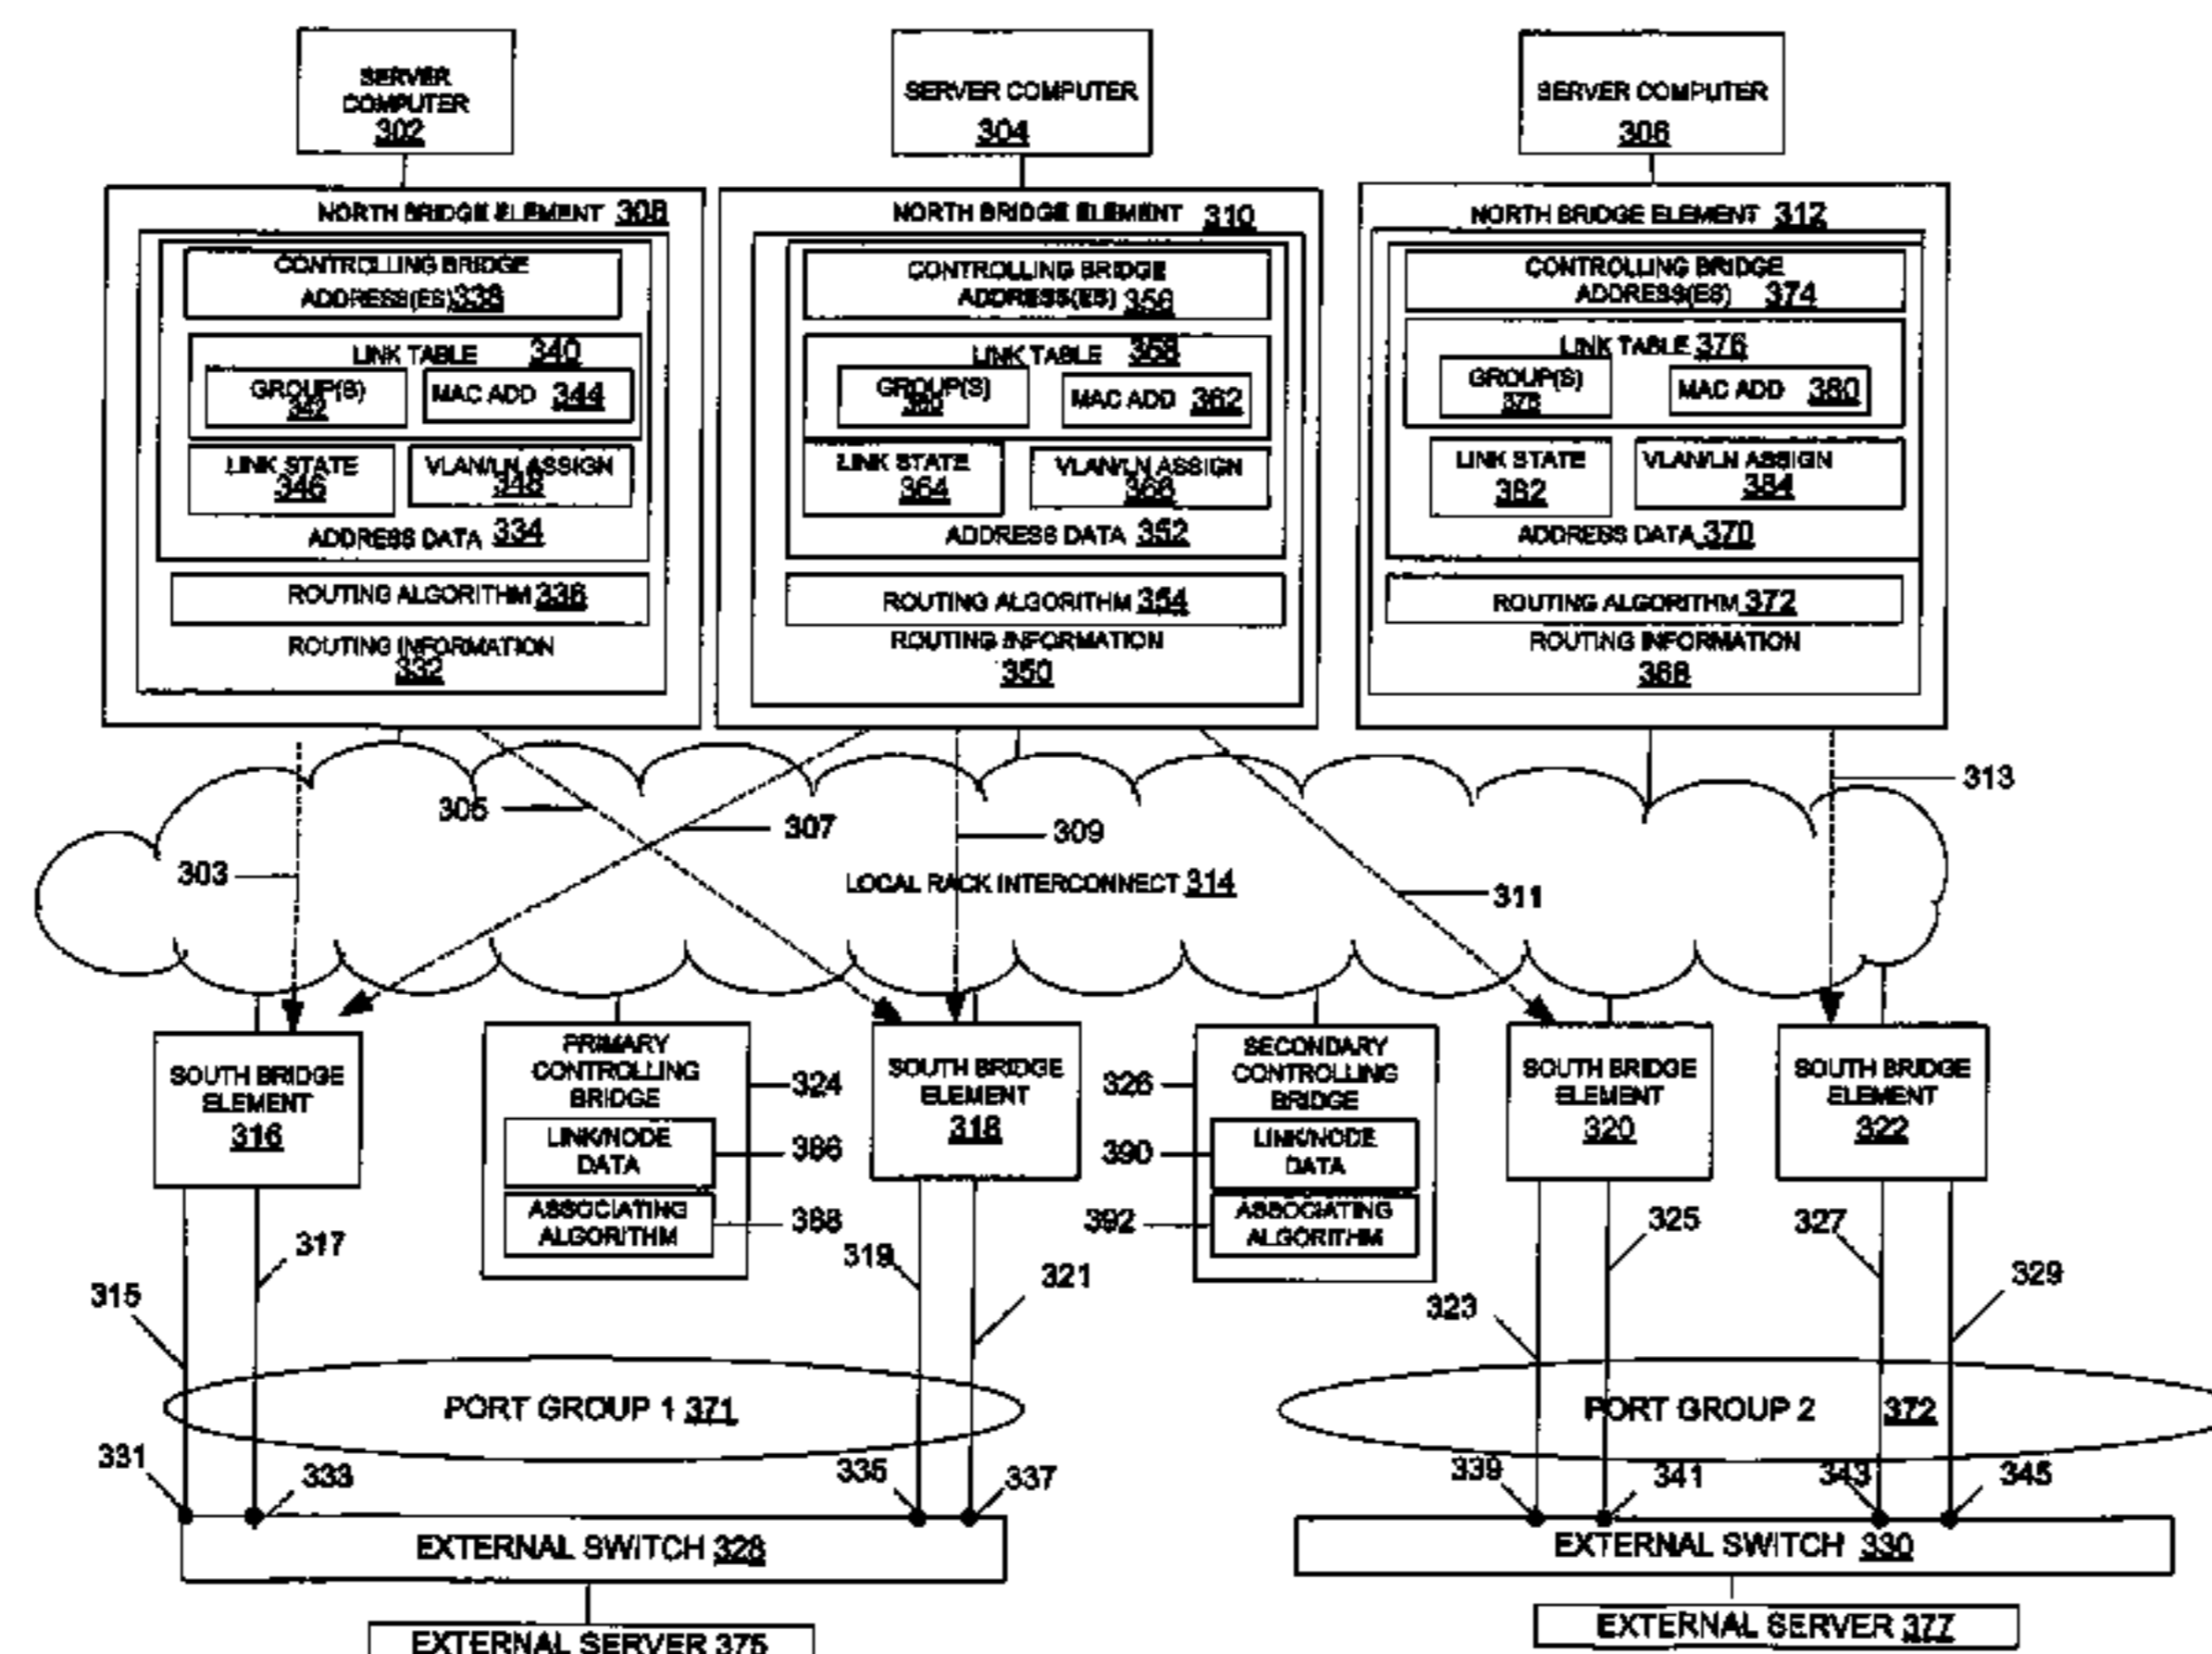 SERVER
COMPUTER
302
SERVER COMPUTER
304
SERVER COMPUTER
306
NORTH BRIDGE ELEMENT 308
CONTROLLING BRIDGE
ADDRESS(ES) 338
LINK TABLE 340
GROUP(S)
342
MAC ADD 344
LINK STATE
346
VLAN/LN ASSIGN
348
ADDRESS DATA 334
ROUTING ALGORITHM 336
ROUTING INFORMATION
332
NORTH BRIDGE ELEMENT 310
CONTROLLING BRIDGE
ADDRESS(ES) 356
LINK TABLE 358
GROUP(S)
360
MAC ADD 362
LINK STATE
364
VLAN/LN ASSIGN
366
ADDRESS DATA 352
ROUTING ALGORITHM 354
ROUTING INFORMATION
350
NORTH BRIDGE ELEMENT 312
CONTROLLING BRIDGE
ADDRESS(ES) 374
LINK TABLE 376
GROUP(S)
378
MAC ADD 380
LINK STATE
382
VLAN/LN ASSIGN
384
ADDRESS DATA 370
ROUTING ALGORITHM 372
ROUTING INFORMATION
368
313
305
307
309
303
LOCAL RACK INTERCONNECT 314
311
SOUTH BRIDGE
ELEMENT
316
PRIMARY
CONTROLLING
BRIDGE
324
LINK/NODE
DATA
386
ASSOCIATING
ALGORITHM
388
SOUTH BRIDGE
ELEMENT
318
SECONDARY
CONTROLLING
BRIDGE
326
LINK/NODE
DATA
390
ASSOCIATING
ALGORITHM
392
SOUTH BRIDGE
ELEMENT
320
SOUTH BRIDGE
ELEMENT
322
315
317
319
321
323
325
327
329
PORT GROUP 1 371
PORT GROUP 2 372
331
333
335
337
339
341
343
345
EXTERNAL SWITCH 328
EXTERNAL SWITCH 330
EXTERNAL SERVER 375
EXTERNAL SERVER 377